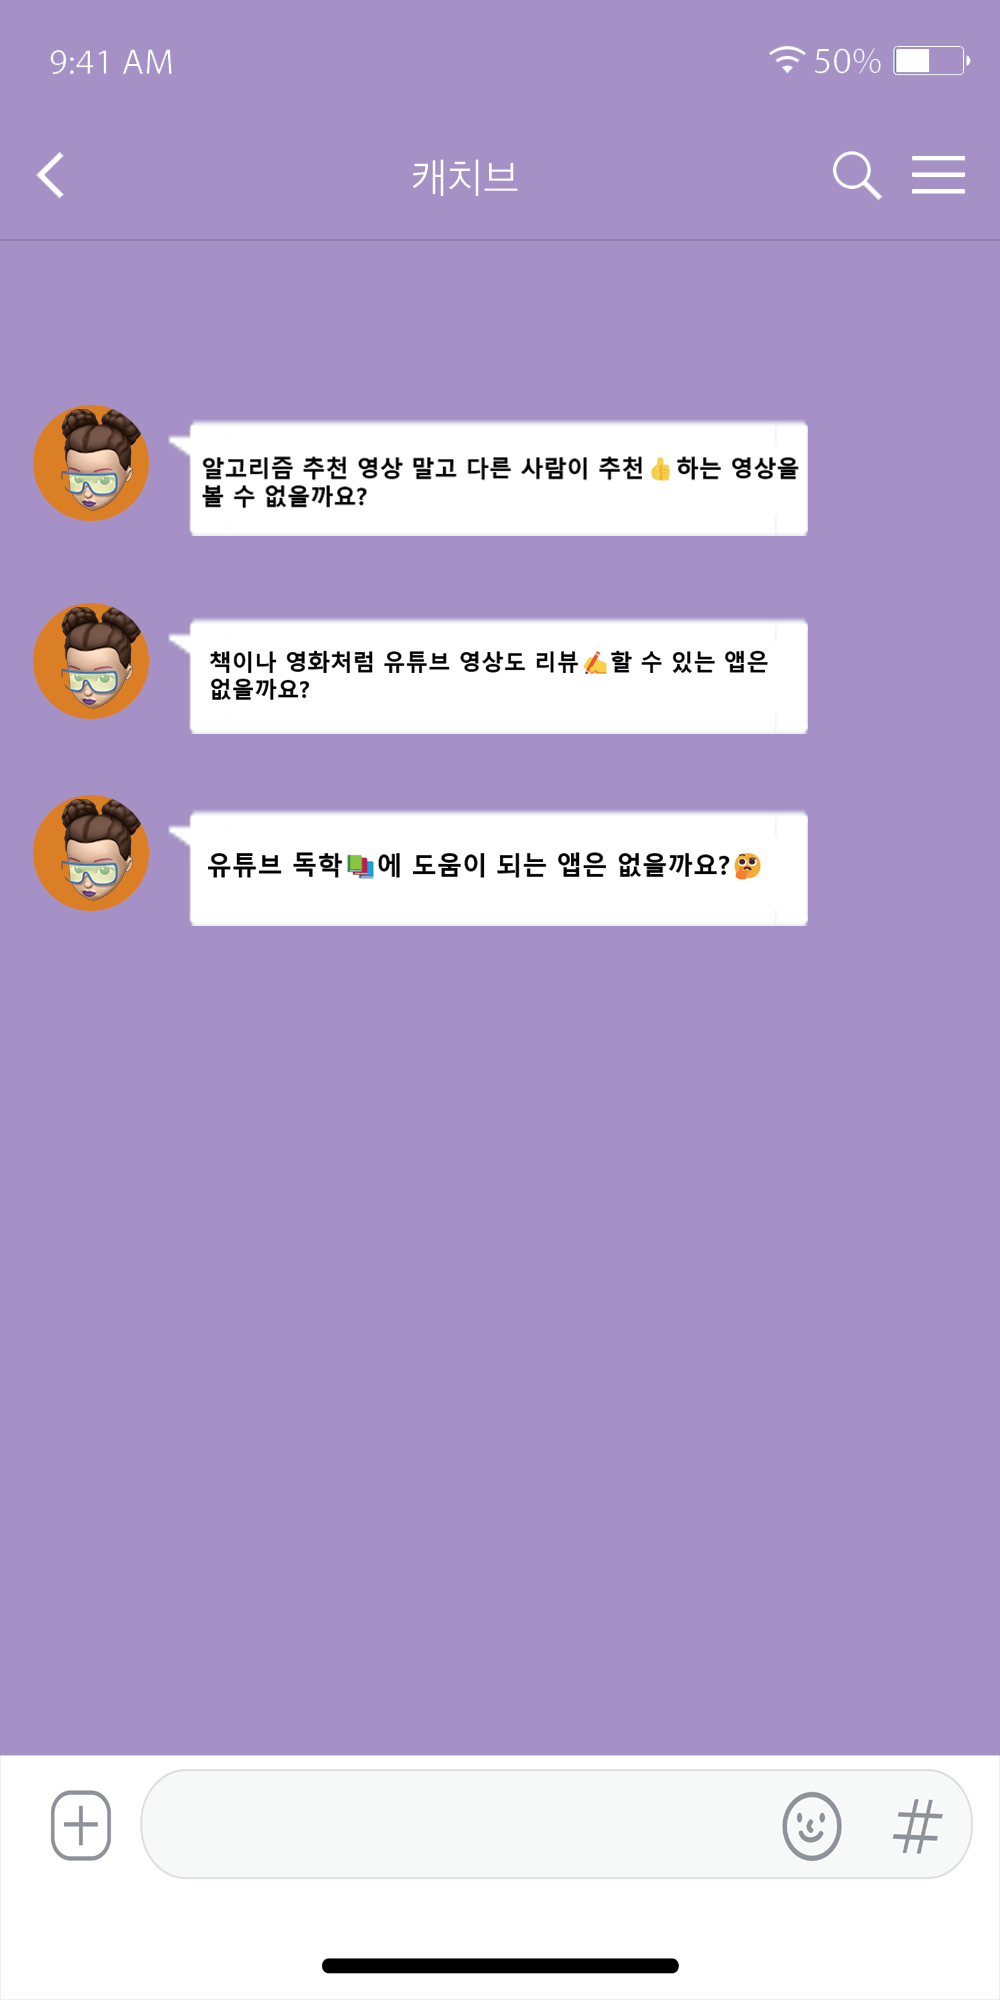 9:41 AM
50%
캐치브
알고리즘 추천 영상 말고 다른 사람이 추천👍하는 영상을
볼 수 없을까요?
책이나 영화처럼 유튜브 영상도 리뷰✍️할 수 있는 앱은
없을까요?
유튜브 독학📚에 도움이 되는 앱은 없을까요?🤔
#